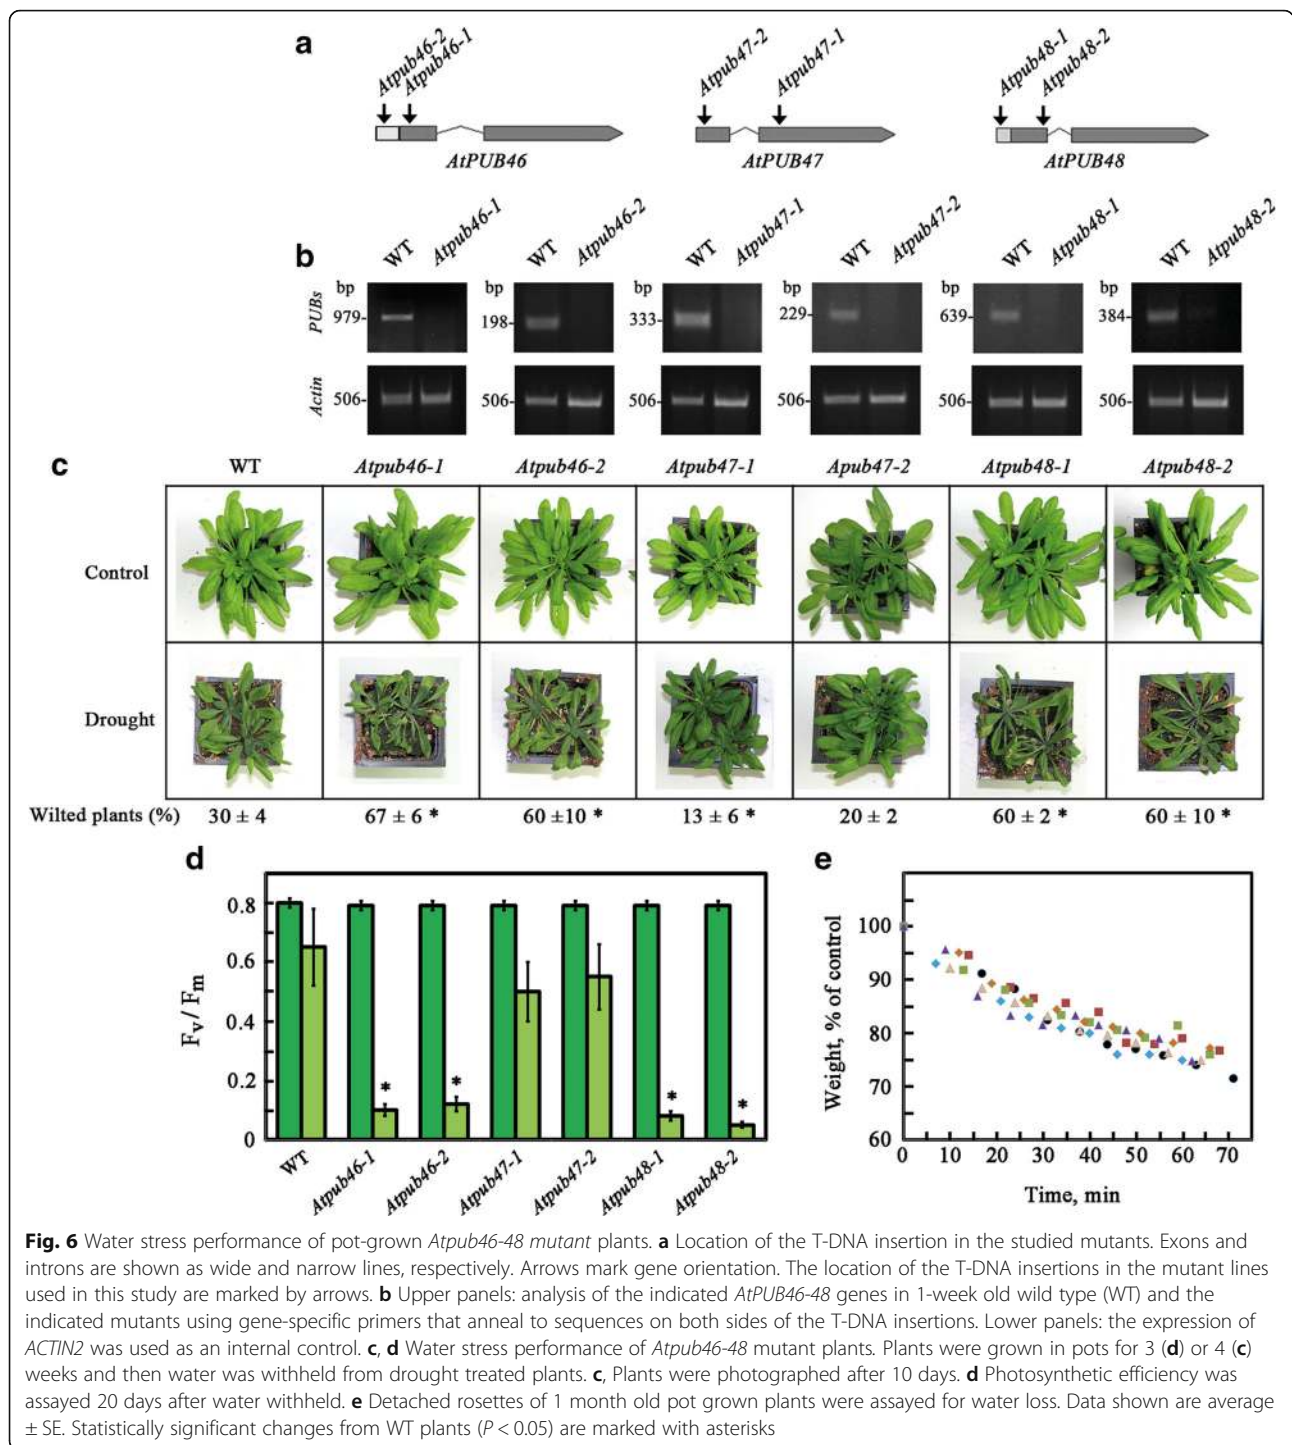 a
Atpub46-2
Atpub46-1
Atpub47-2
Atpub47-1
Atpub48-1
Atpub48-2
AtPUB46
AtPUB47
AtPUB48
b
WT Atpub46-1 WT Atpub46-2 WT Atpub47-1 WT Atpub47-2 WT Atpub48-1 WT Atpub48-2
bp bp bp bp bp bp
PUBs
979- 198- 333- 229- 639- 384-
Actin
506- 506- 506- 506- 506- 506-
c
WT Atpub46-1 Atpub46-2 Atpub47-1 Apub47-2 Atpub48-1 Atpub48-2
Control
Drought
Wilted plants (%) 30 ± 4 67 ± 6 * 60 ±10 * 13 ± 6 * 20 ± 2 60 ± 2 * 60 ± 10 *
d
Fv / Fm
0.8
0.6
0.4
0.2
0
* * * *
WT Atpub46-1 Atpub46-2 Atpub47-1 Atpub47-2 Atpub48-1 Atpub48-2
e
Weight, % of control
100
90
80
70
60
0 10 20 30 40 50 60 70
Time, min
Fig. 6 Water stress performance of pot-grown Atpub46-48 mutant plants. a Location of the T-DNA insertion in the studied mutants. Exons and
introns are shown as wide and narrow lines, respectively. Arrows mark gene orientation. The location of the T-DNA insertions in the mutant lines
used in this study are marked by arrows. b Upper panels: analysis of the indicated AtPUB46-48 genes in 1-week old wild type (WT) and the
indicated mutants using gene-specific primers that anneal to sequences on both sides of the T-DNA insertions. Lower panels: the expression of
ACTIN2 was used as an internal control. c, d Water stress performance of Atpub46-48 mutant plants. Plants were grown in pots for 3 (d) or 4 (c)
weeks and then water was withheld from drought treated plants. c, Plants were photographed after 10 days. d Photosynthetic efficiency was
assayed 20 days after water withheld. e Detached rosettes of 1 month old pot grown plants were assayed for water loss. Data shown are average
± SE. Statistically significant changes from WT plants (P < 0.05) are marked with asterisks